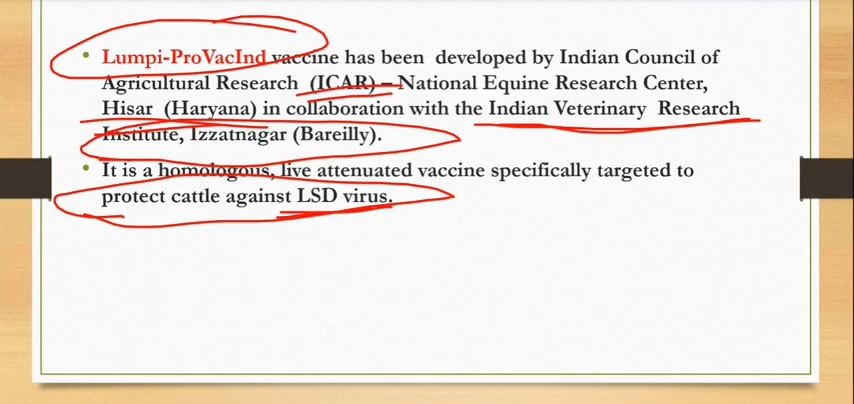 Lumpi-ProVacInd vaccine has been developed by Indian Council of
Agricultural Research (ICAR) – National Equine Research Center,
Hisar (Haryana) in collaboration with the Indian Veterinary Research
Institute, Izzatnagar (Bareilly).
It is a homologous, live attenuated vaccine specifically targeted to
protect cattle against LSD virus.